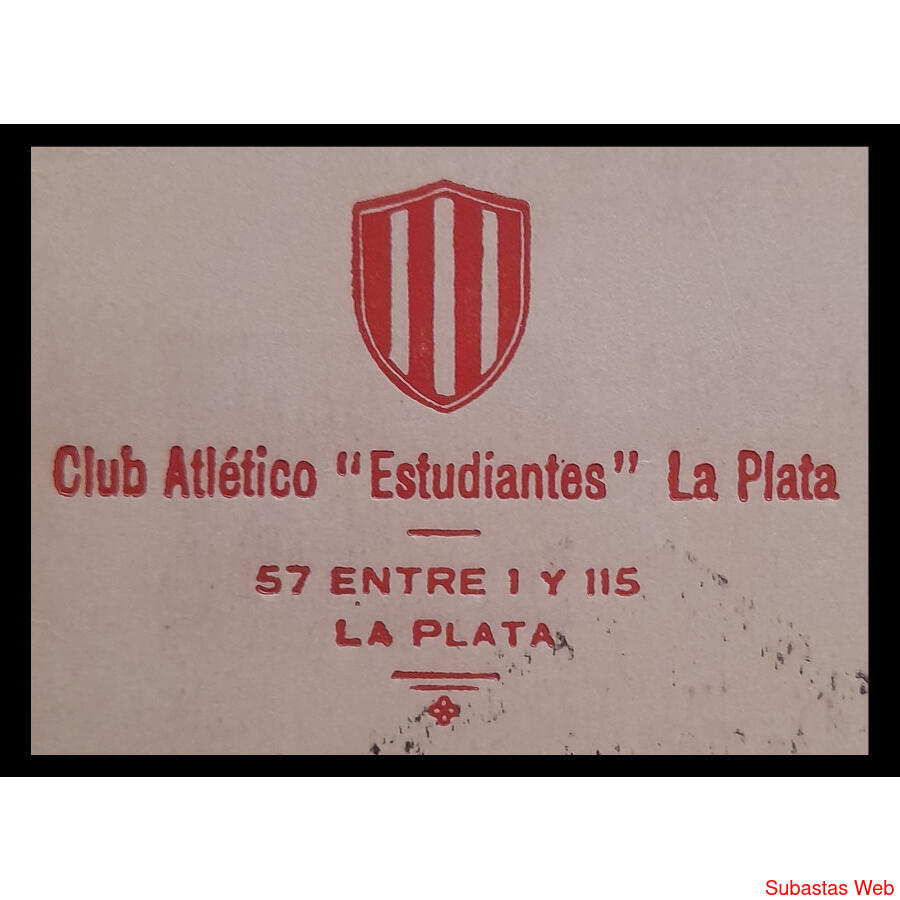 Club Atlético "Estudiantes" La Plata
57 ENTRE 1 Y 115
LA PLATA
Subastas Web